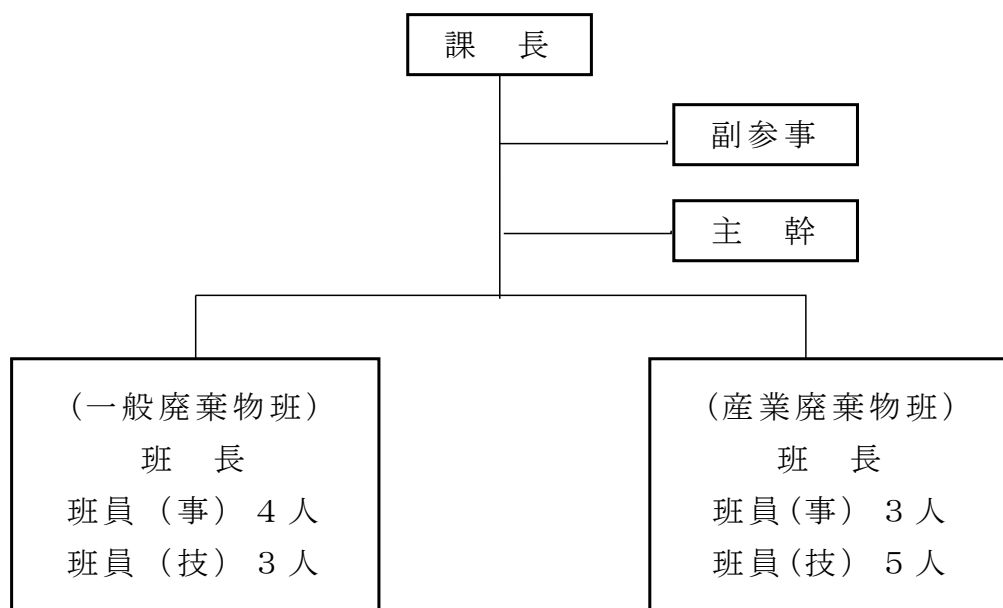 課　長
副参事
主　幹
(一般廃棄物班)
班　長
班員（事）４人
班員（技）３人
(産業廃棄物班)
班　長
班員(事) ３人
班員(技) ５人